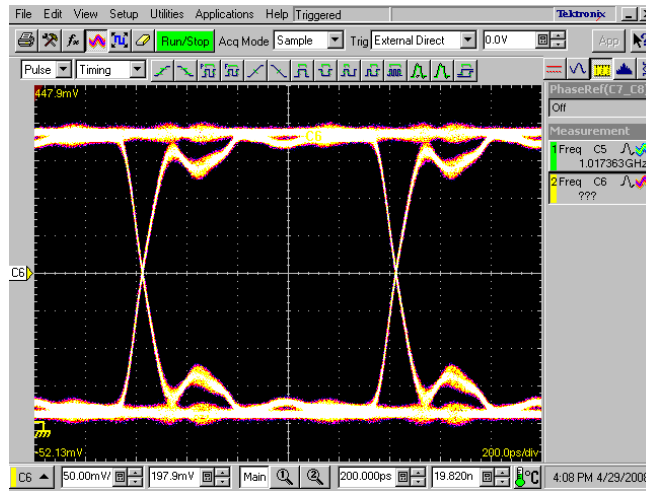 File Edit View Setup Utilities Applications Help Triggered Tektronix
Run/Stop Acq Mode Sample Trig External Direct 0.0V App
Pulse Timing
447.9mV
C6
C6
-52.13mV
200.0ps/div
PhaseRef(C7_C8)
Off
Measurement
1 Freq C5
1.017363GHz
2 Freq C6
???
C6 50.00mV/ 197.9mV Main 200.000ps 19.820n °C 4:08 PM 4/29/2008